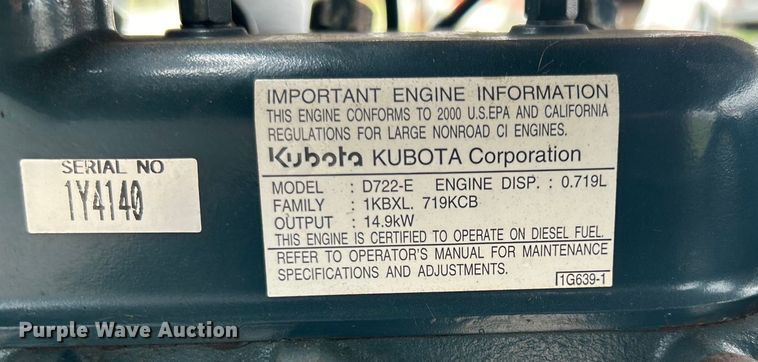 SERIAL NO
1Y4140
IMPORTANT ENGINE INFORMATION
THIS ENGINE CONFORMS TO 2000 U.S.EPA AND CALIFORNIA
REGULATIONS FOR LARGE NONROAD CI ENGINES.
Kubota KUBOTA Corporation
MODEL : D722-E ENGINE DISP. : 0.719L
FAMILY : 1KBXL. 719KCB
OUTPUT : 14.9kW
THIS ENGINE IS CERTIFIED TO OPERATE ON DIESEL FUEL.
REFER TO OPERATOR'S MANUAL FOR MAINTENANCE
SPECIFICATIONS AND ADJUSTMENTS.
1G639-1
Purple Wave Auction